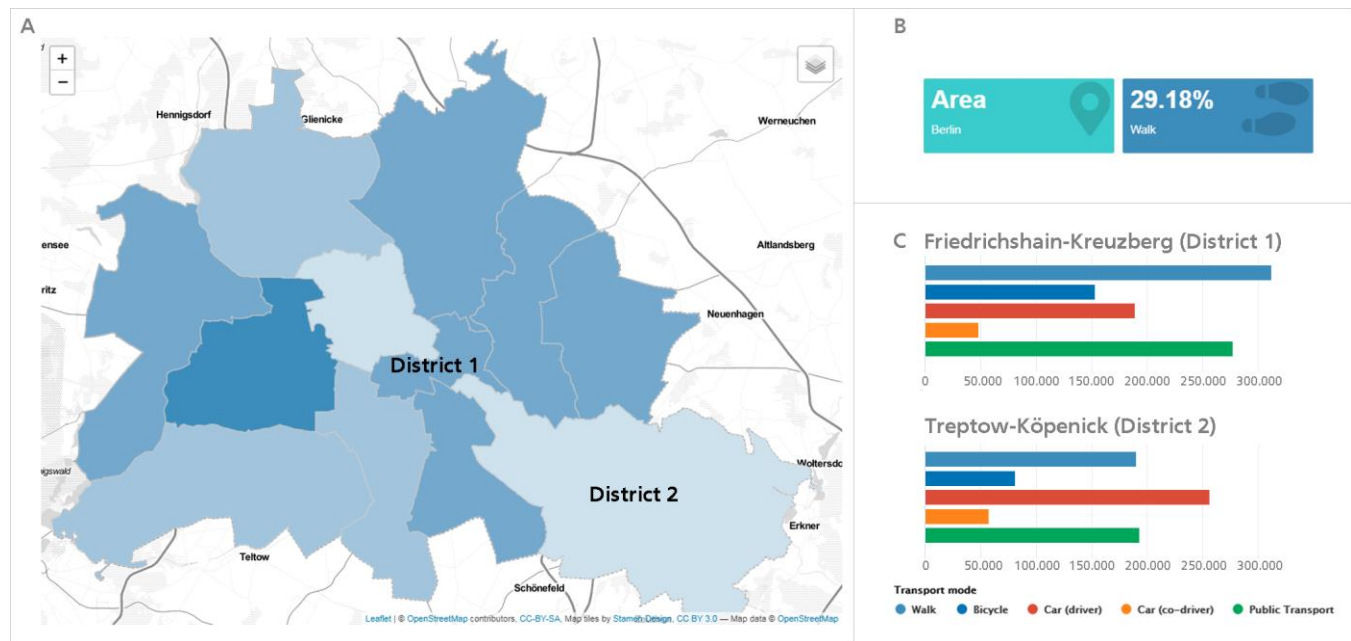 A
+
−
Hennigsdorf
Glienicke
Werneuchen
ensee
Altlandsberg
ritz
Neuenhagen
District 1
nigswald
Woltersdo
District 2
Erkner
Teltow
Schönefeld
Leaflet | © OpenStreetMap contributors, CC-BY-SA, Map tiles by Stamen Design, CC BY 3.0 — Map data © OpenStreetMap
B
Area
Berlin
29.18%
Walk
C
Friedrichshain-Kreuzberg (District 1)
0 50.000 100.000 150.000 200.000 250.000 300.000
Treptow-Köpenick (District 2)
0 50.000 100.000 150.000 200.000 250.000 300.000
Transport mode
Walk Bicycle Car (driver) Car (co-driver) Public Transport